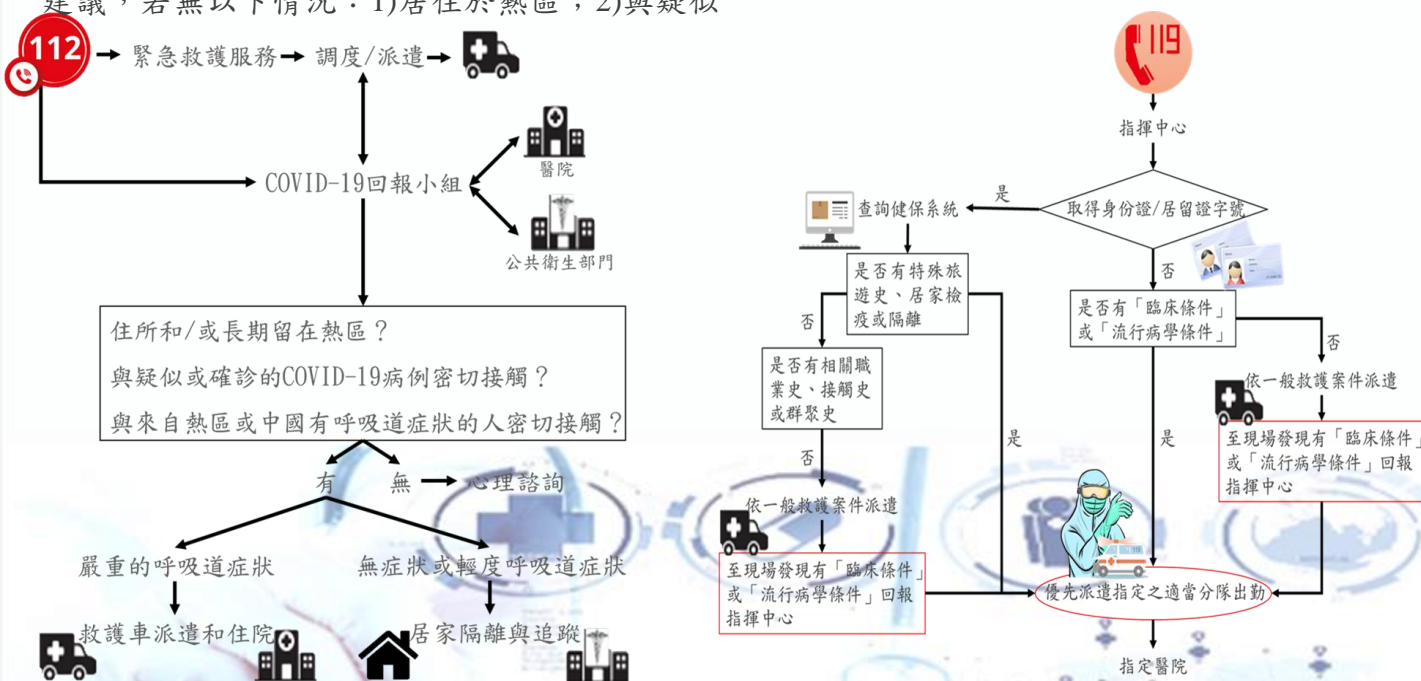 建議，若無以下情況：1)居住於熱區；2)與疑似
112
緊急救護服務
調度/派遣
COVID-19回報小組
醫院
公共衛生部門
住所和/或長期留在熱區？
與疑似或確診的COVID-19病例密切接觸？
與來自熱區或中國有呼吸道症狀的人密切接觸？
有
無
心理諮詢
嚴重的呼吸道症狀
無症狀或輕度呼吸道症狀
救護車派遣和住院
居家隔離與追蹤
119
指揮中心
取得身份證/居留證字號
是
查詢健保系統
否
是否有特殊旅
遊史、居家檢
疫或隔離
否
是
是否有相關職
業史、接觸史
或群聚史
否
依一般救護案件派遣
至現場發現有「臨床條件」
或「流行病學條件」回報
指揮中心
是否有「臨床條件」
或「流行病學條件」
是
否
依一般救護案件派遣
至現場發現有「臨床條件」
或「流行病學條件」回報
指揮中心
119
優先派遣指定之適當分隊出勤
指定醫院